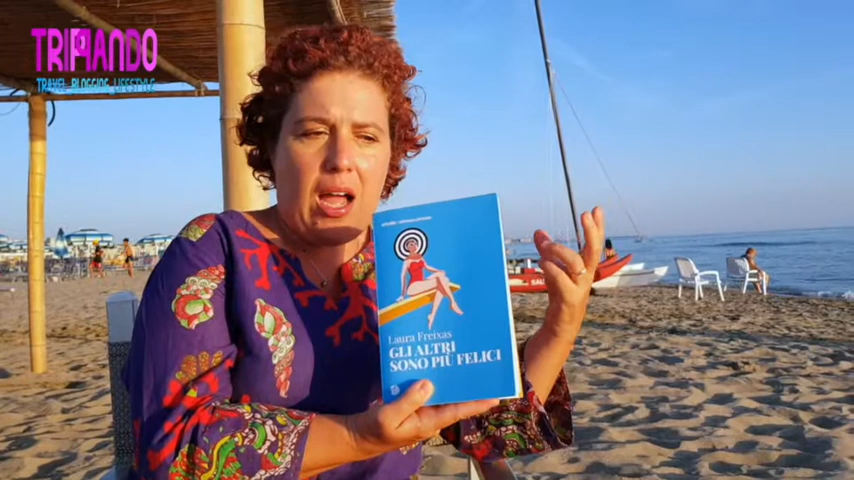 TRIPPANDO
TRAVEL BLOGGING LIFESTYLE
Laura Freixas
GLI ALTRI
SONO PIÙ FELICI